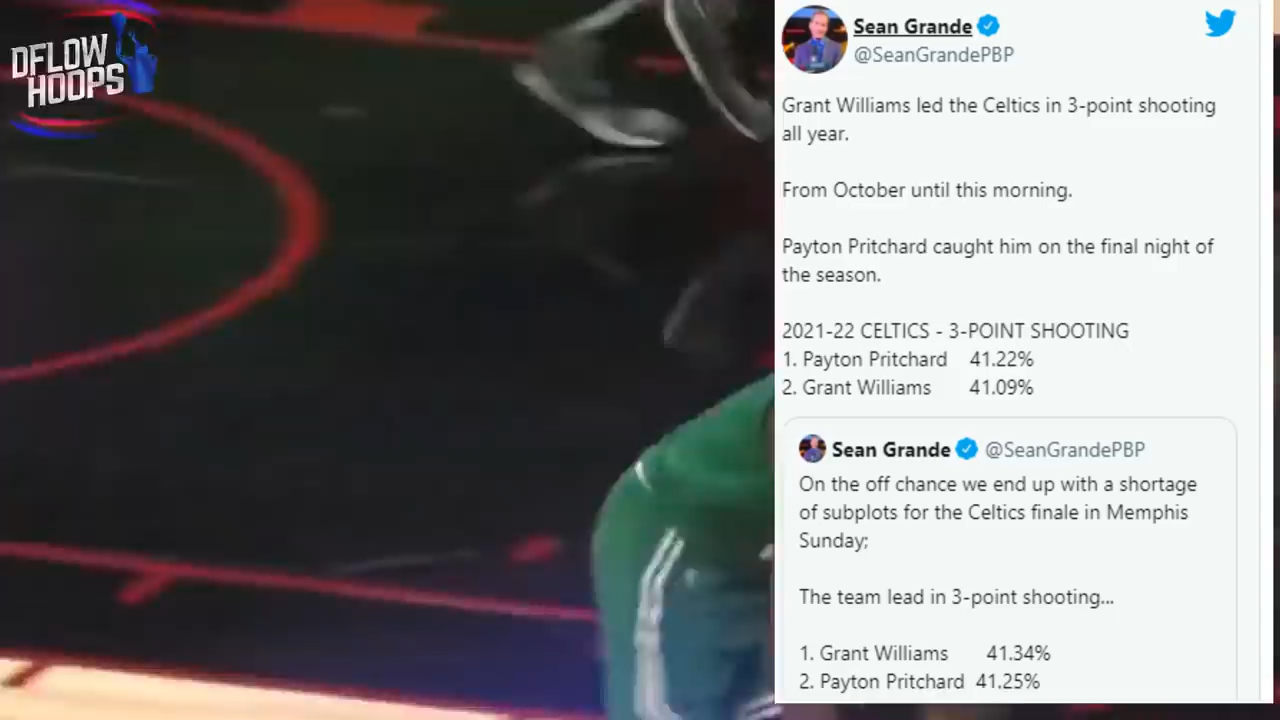 DFLOW
HOOPS
Sean Grande
@SeanGrandePBP
Grant Williams led the Celtics in 3-point shooting
all year.
From October until this morning.
Payton Pritchard caught him on the final night of
the season.
2021-22 CELTICS - 3-POINT SHOOTING
1. Payton Pritchard 41.22%
2. Grant Williams 41.09%
Sean Grande @SeanGrandePBP
On the off chance we end up with a shortage
of subplots for the Celtics finale in Memphis
Sunday;
The team lead in 3-point shooting...
1. Grant Williams 41.34%
2. Payton Pritchard 41.25%